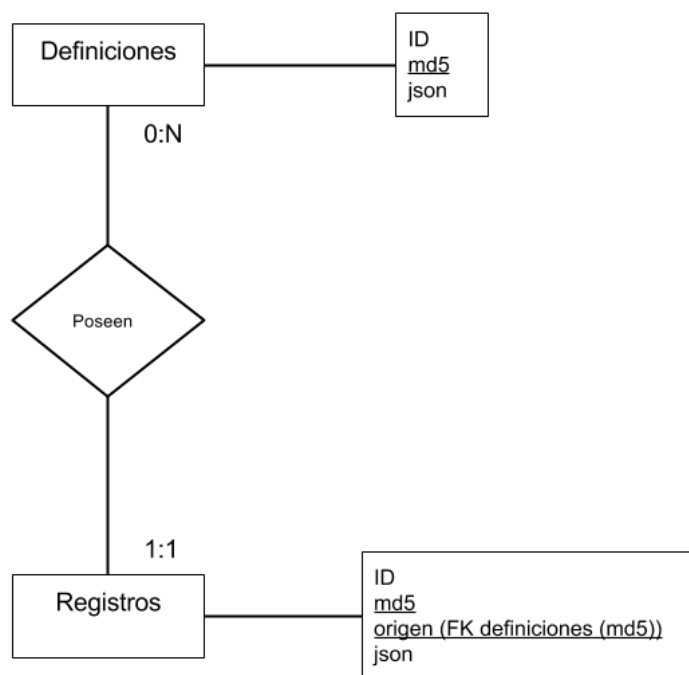 Definiciones
ID
md5
json
0:N
Poseen
1:1
Registros
ID
md5
origen (FK definiciones (md5))
json